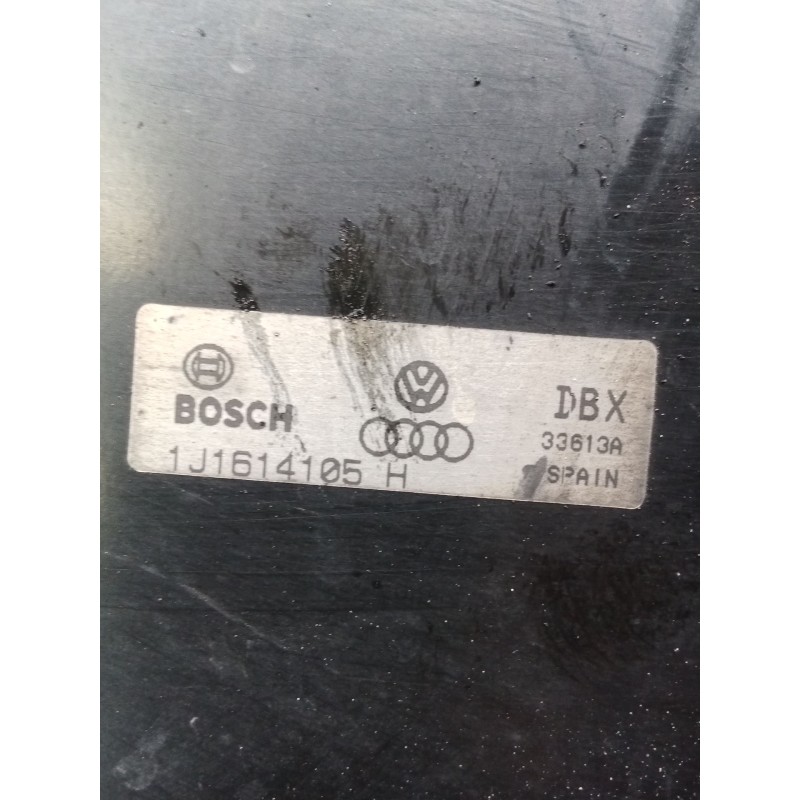 BOSCH
1J1614105 H
DBX
33613A
SPAIN